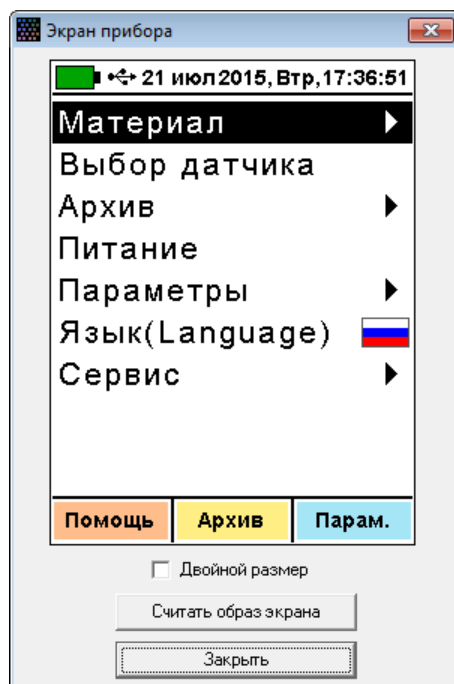 Экран прибора
21 июл 2015, Втр, 17:36:51
Материал
Выбор датчика
Архив
Питание
Параметры
Язык(Language)
Сервис
Помощь Архив Парам.
Двойной размер
Считать образ экрана
Закрыть